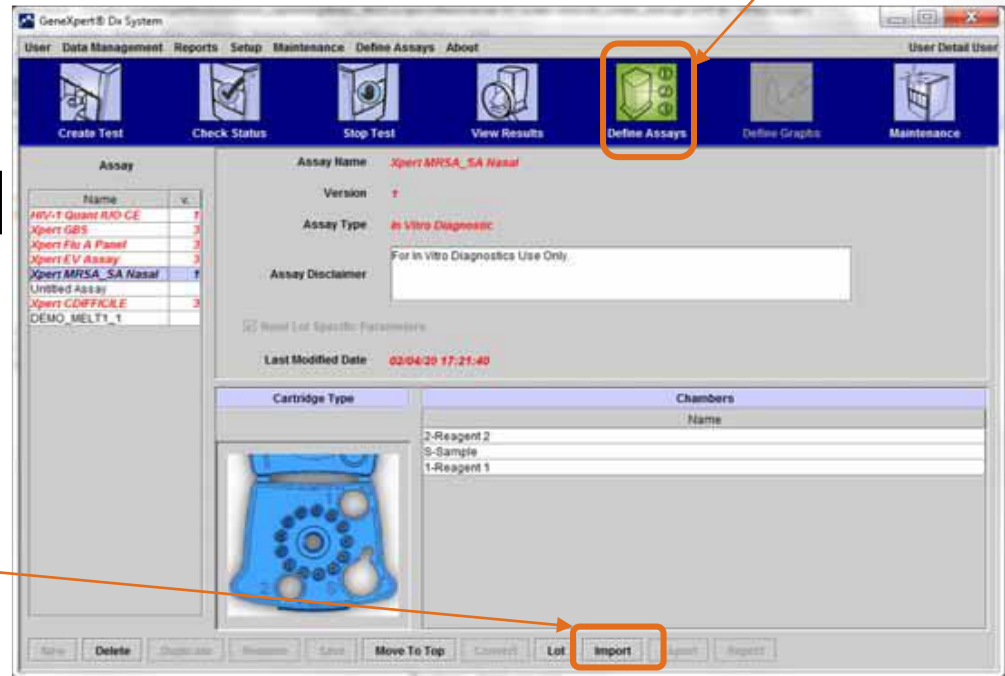 GeneXpert® Dx System
User Data Management Reports Setup Maintenance Define Assays About User Detail User
Create Test Check Status Stop Test View Results Define Assays Define Graphs Maintenance
Assay
Name v.
HIV-1 Quant IUO CE 1
Xpert GBS 3
Xpert Flu A Panel 3
Xpert EV Assay 3
Xpert MRSA_SA Nasal 1
Untitled Assay
Xpert CDIFFICILE 3
DEMO_MELT1_1
Assay Name Xpert MRSA_SA Nasal
Version 1
Assay Type In Vitro Diagnostic
Assay Disclaimer For In Vitro Diagnostics Use Only.
Read Lot Specific Parameters
Last Modified Date 02/04/20 17:21:40
Cartridge Type
Chambers
Name
2-Reagent 2
S-Sample
1-Reagent 1
New Delete Duplicate Rename Save Move To Top Convert Lot Import Export Report